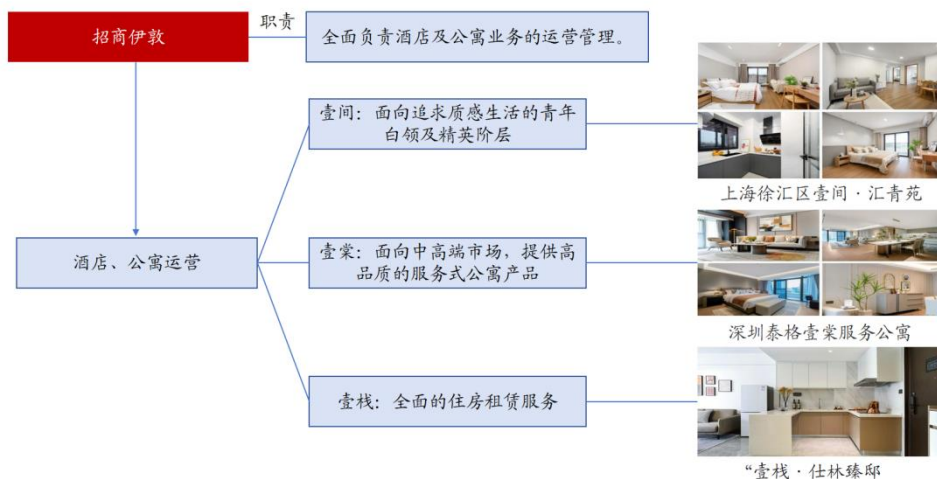 招商伊敦
职责
全面负责酒店及公寓业务的运营管理。
壹间：面向追求质感生活的青年
白领及精英阶层
上海徐汇区壹间·汇青苑
酒店、公寓运营
壹棠：面向中高端市场，提供高
品质的服务式公寓产品
深圳泰格壹棠服务公寓
壹栈：全面的住房租赁服务
“壹栈·仕林臻邸